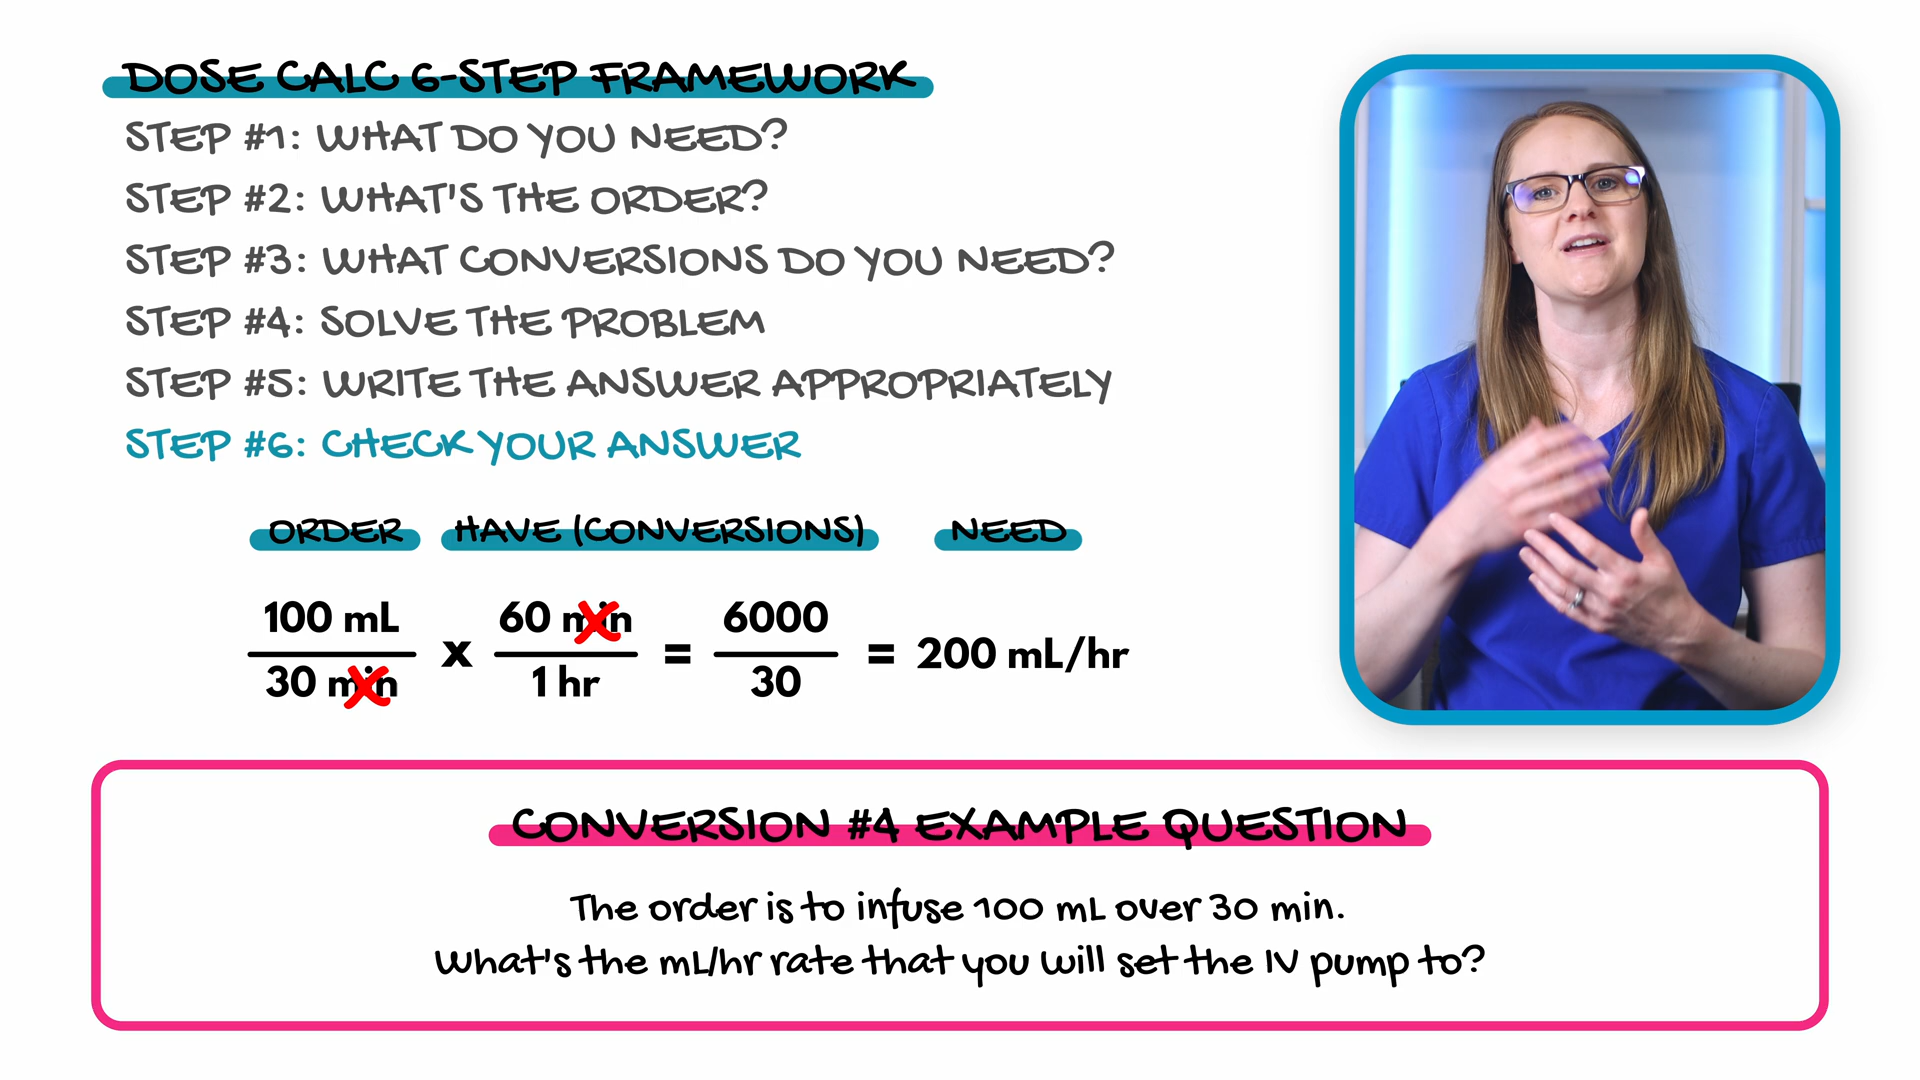 DOSE CALC 6-STEP FRAMEWORK
STEP #1: WHAT DO YOU NEED?
STEP #2: WHAT'S THE ORDER?
STEP #3: WHAT CONVERSIONS DO YOU NEED?
STEP #4: SOLVE THE PROBLEM
STEP #5: WRITE THE ANSWER APPROPRIATELY
STEP #6: CHECK YOUR ANSWER
ORDER HAVE (CONVERSIONS) NEED
100 mL 60 min 6000
x = = 200 mL/hr
30 min 1 hr 30
CONVERSION #4 EXAMPLE QUESTION
The order is to infuse 100 mL over 30 min.
What's the mL/hr rate that you will set the IV pump to?